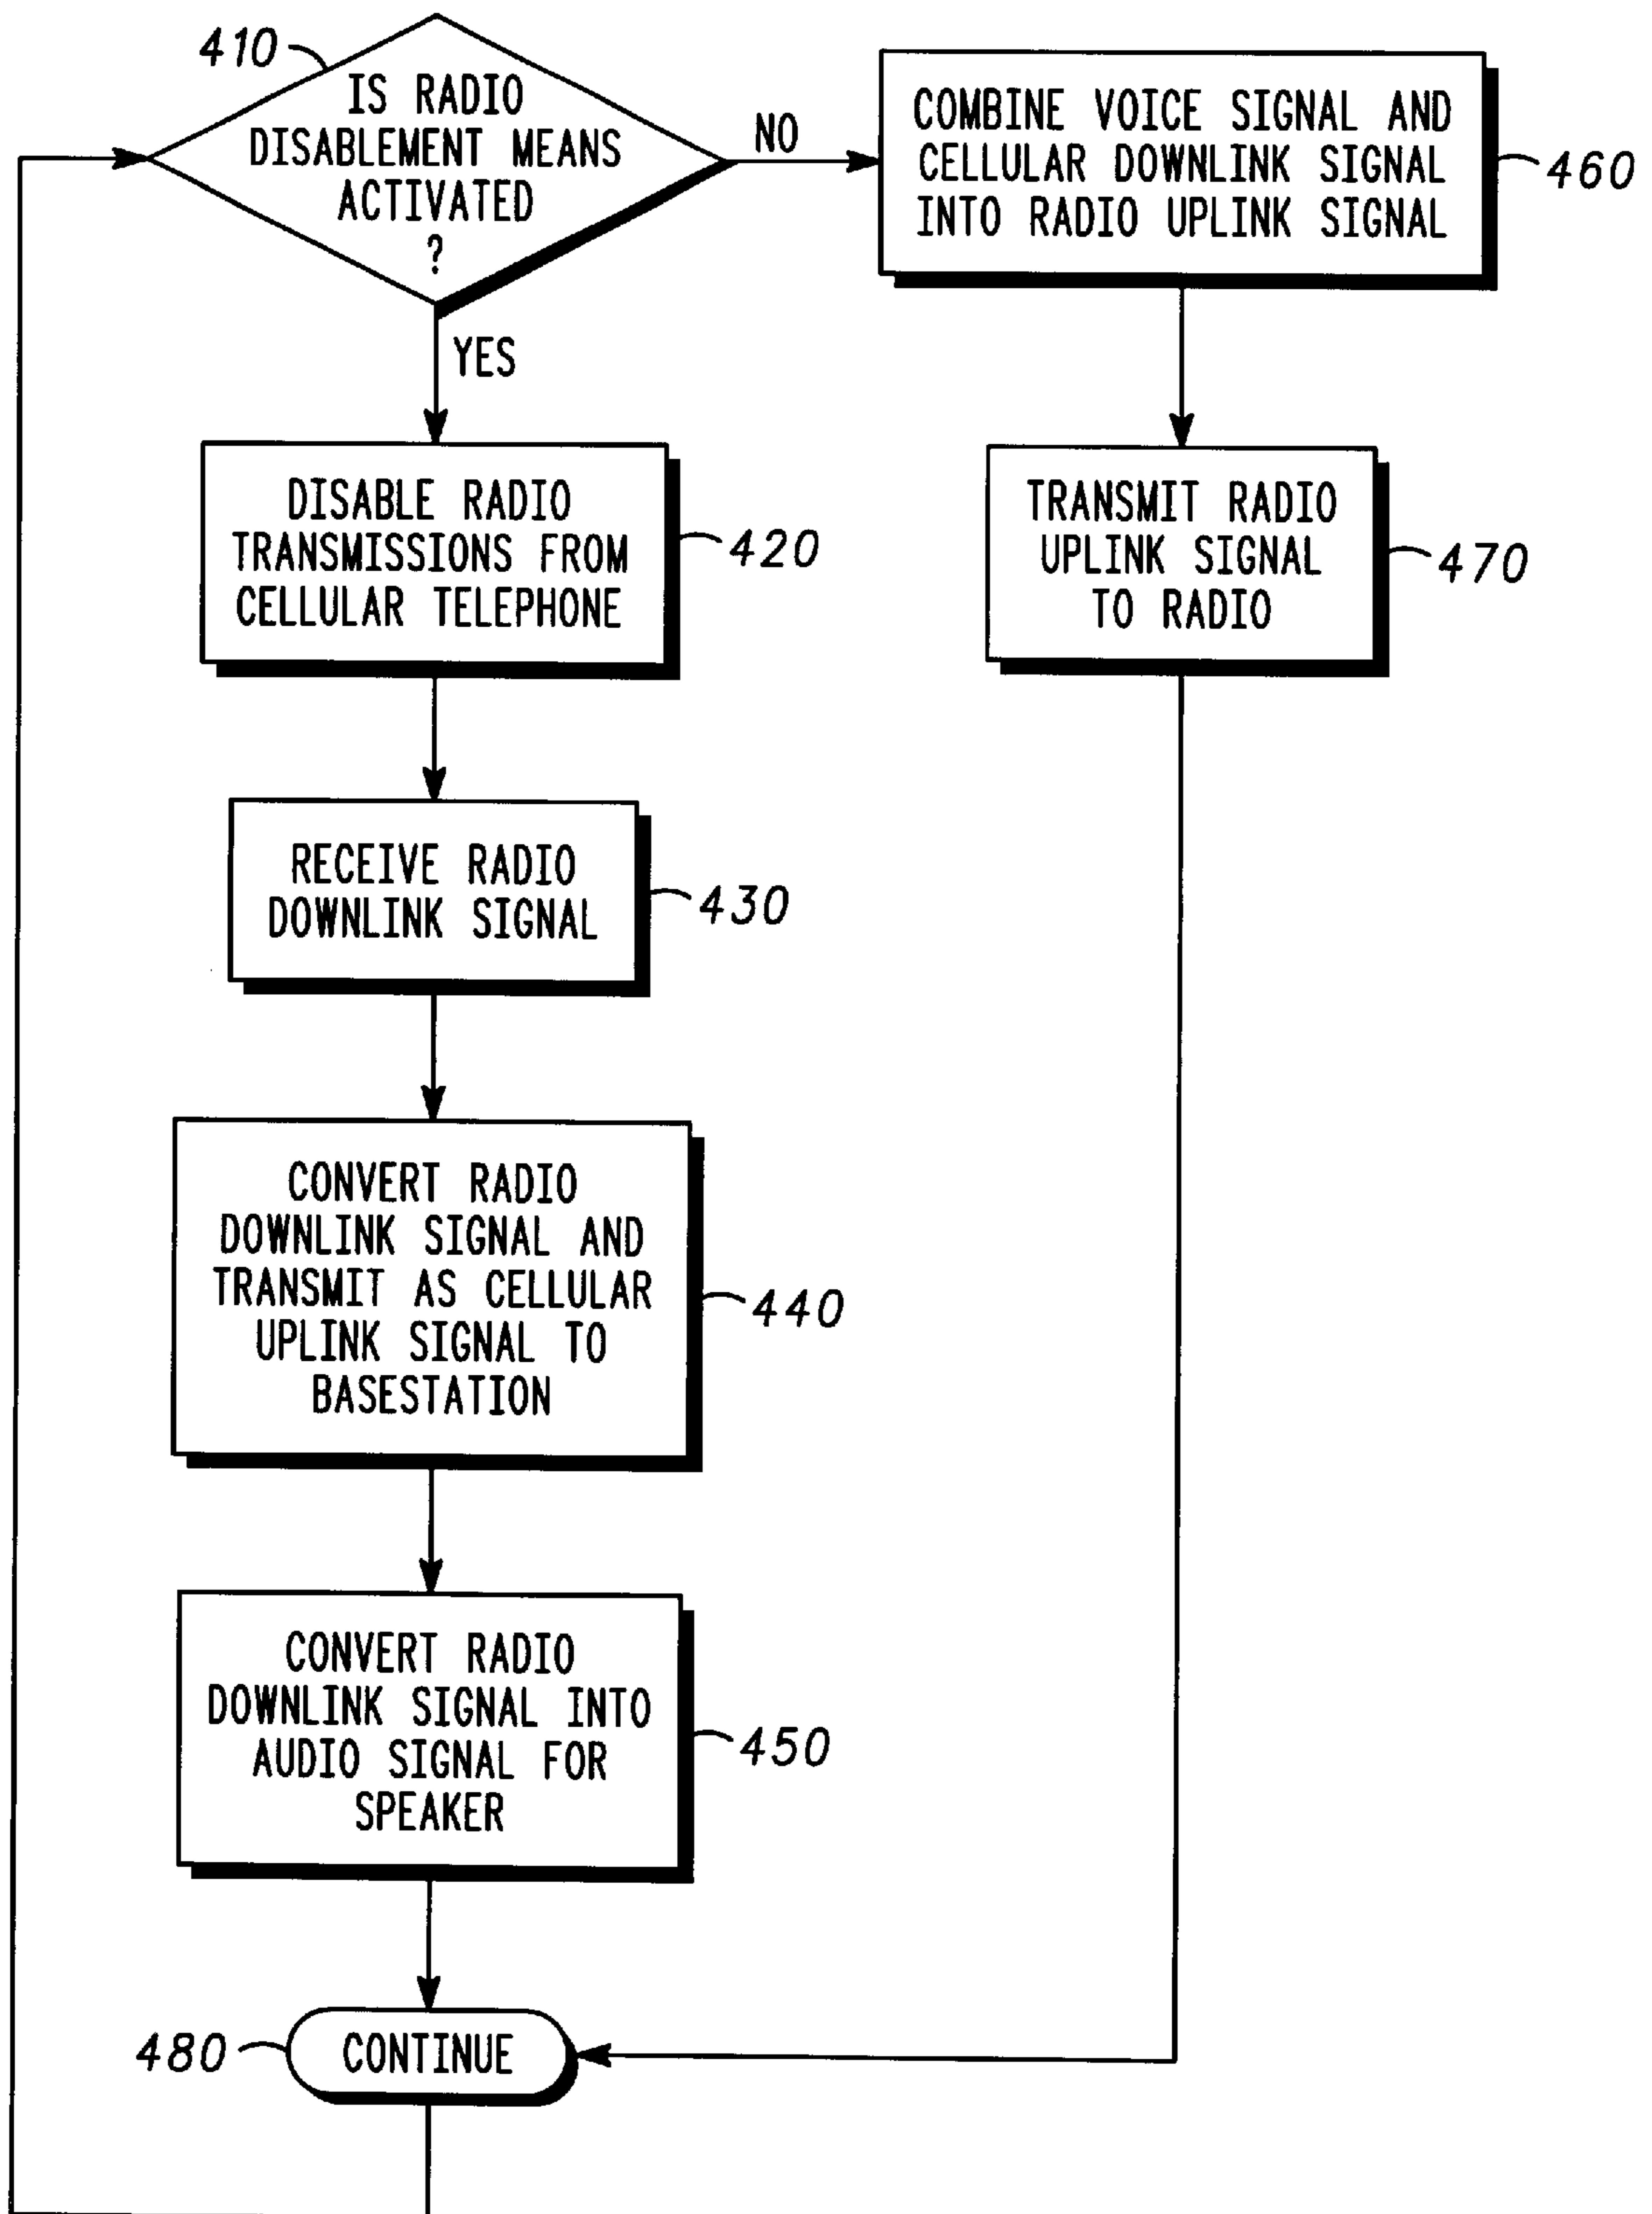 410
IS RADIO
DISABLEMENT MEANS
ACTIVATED
?
NO
COMBINE VOICE SIGNAL AND
CELLULAR DOWNLINK SIGNAL
INTO RADIO UPLINK SIGNAL
460
YES
DISABLE RADIO
TRANSMISSIONS FROM
CELLULAR TELEPHONE
420
TRANSMIT RADIO
UPLINK SIGNAL
TO RADIO
470
RECEIVE RADIO
DOWNLINK SIGNAL
430
CONVERT RADIO
DOWNLINK SIGNAL AND
TRANSMIT AS CELLULAR
UPLINK SIGNAL TO
BASESTATION
440
CONVERT RADIO
DOWNLINK SIGNAL INTO
AUDIO SIGNAL FOR
SPEAKER
450
480
CONTINUE